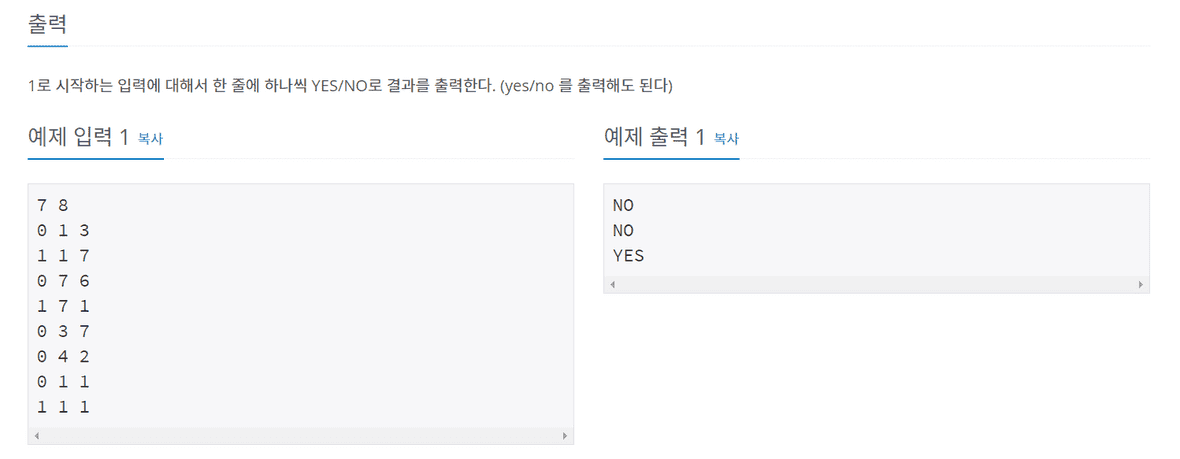 출력
1로 시작하는 입력에 대해서 한 줄에 하나씩 YES/NO로 결과를 출력한다. (yes/no 를 출력해도 된다)
예제 입력 1 복사
7 8
0 1 3
1 1 7
0 7 6
1 7 1
0 3 7
0 4 2
0 1 1
1 1 1
예제 출력 1 복사
NO
NO
YES